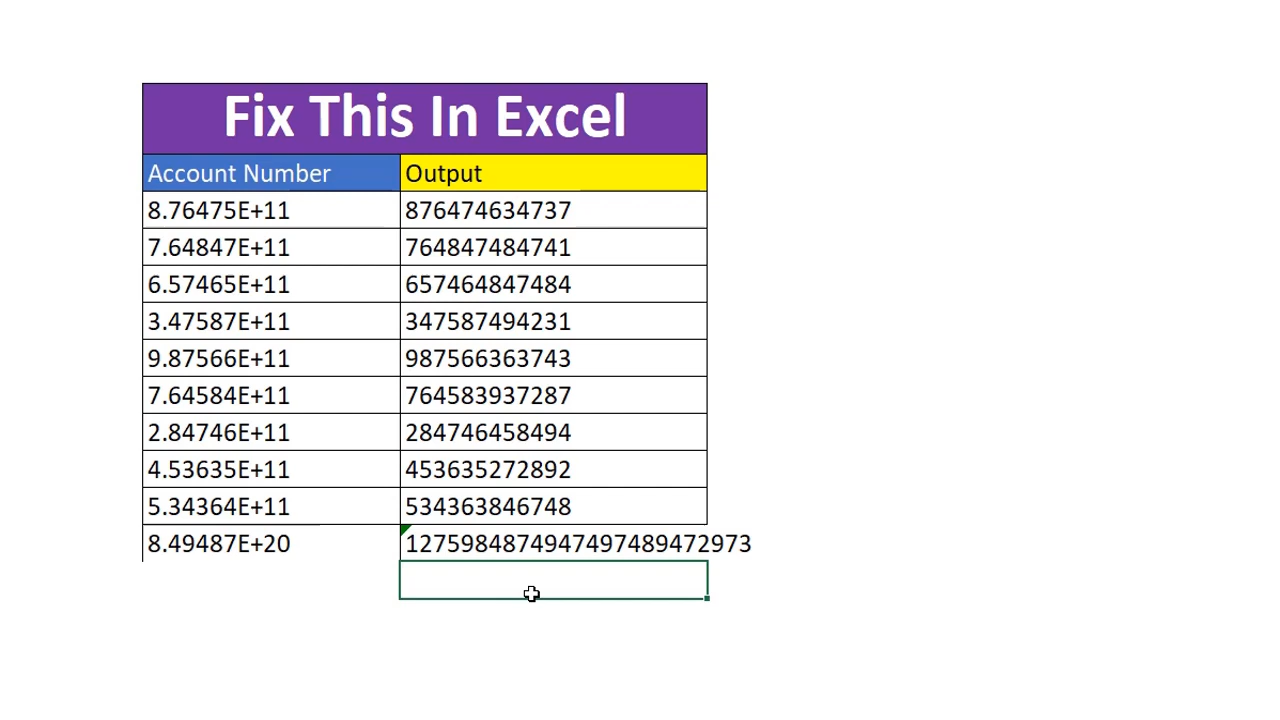 Fix This In Excel
Account Number Output
8.76475E+11 876474634737
7.64847E+11 764847484741
6.57465E+11 657464847484
3.47587E+11 347587494231
9.87566E+11 987566363743
7.64584E+11 764583937287
2.84746E+11 284746458494
4.53635E+11 453635272892
5.34364E+11 534363846748
8.49487E+20 1275984874947497489472973